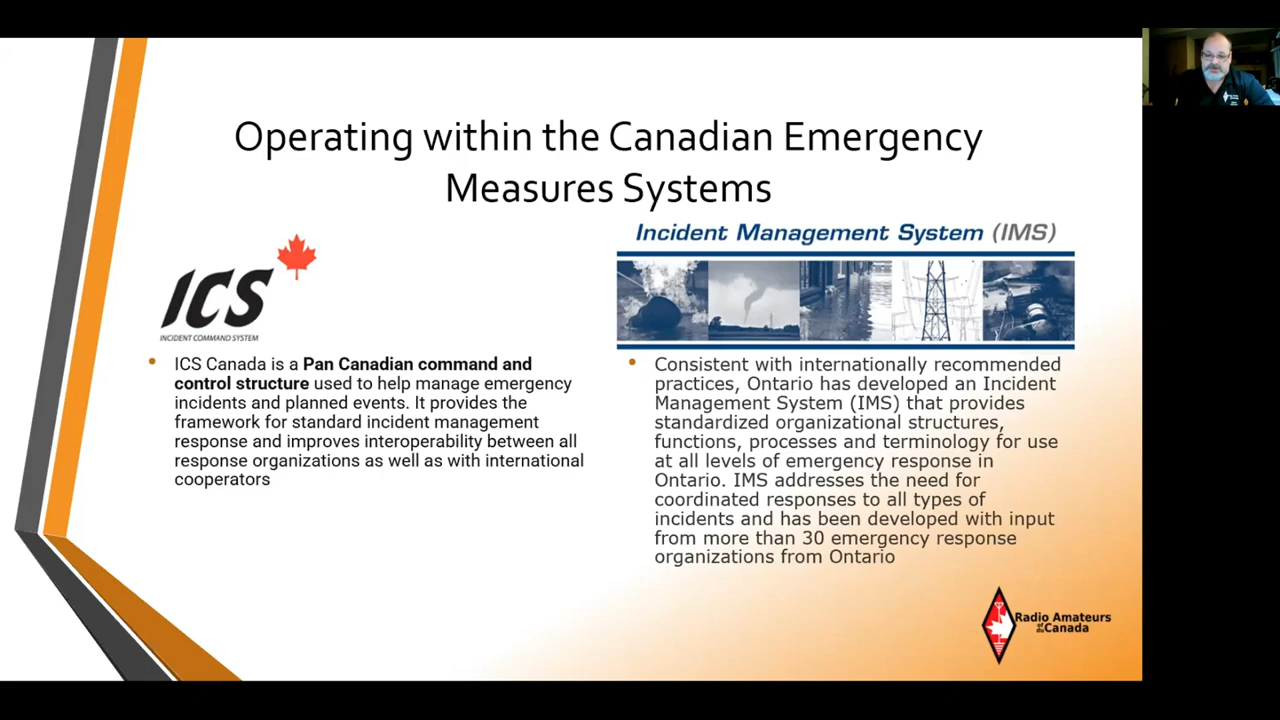 Operating within the Canadian Emergency
Measures Systems
ICS
INCIDENT COMMAND SYSTEM
• ICS Canada is a Pan Canadian command and
control structure used to help manage emergency
incidents and planned events. It provides the
framework for standard incident management
response and improves interoperability between all
response organizations as well as with international
cooperators
Incident Management System (IMS)
• Consistent with internationally recommended
practices, Ontario has developed an Incident
Management System (IMS) that provides
standardized organizational structures,
functions, processes and terminology for use
at all levels of emergency response in
Ontario. IMS addresses the need for
coordinated responses to all types of
incidents and has been developed with input
from more than 30 emergency response
organizations from Ontario
Radio Amateurs
of du
Canada